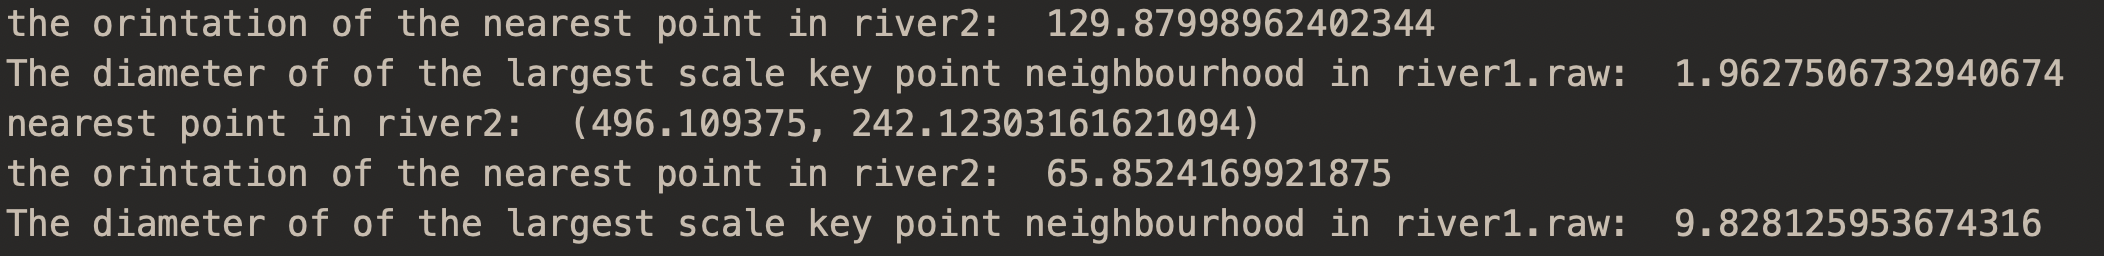 the orintation of the nearest point in river2:  129.87998962402344
The diameter of of the largest scale key point neighbourhood in river1.raw:  1.9627506732940674
nearest point in river2:  (496.109375, 242.12303161621094)
the orintation of the nearest point in river2:  65.8524169921875
The diameter of of the largest scale key point neighbourhood in river1.raw:  9.828125953674316